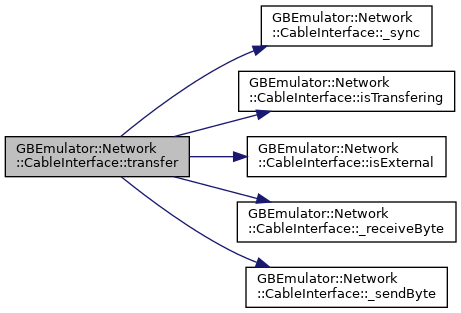 GBEmulator::Network
::CableInterface::transfer
GBEmulator::Network
::CableInterface::_sync
GBEmulator::Network
::CableInterface::isTransfering
GBEmulator::Network
::CableInterface::isExternal
GBEmulator::Network
::CableInterface::_receiveByte
GBEmulator::Network
::CableInterface::_sendByte